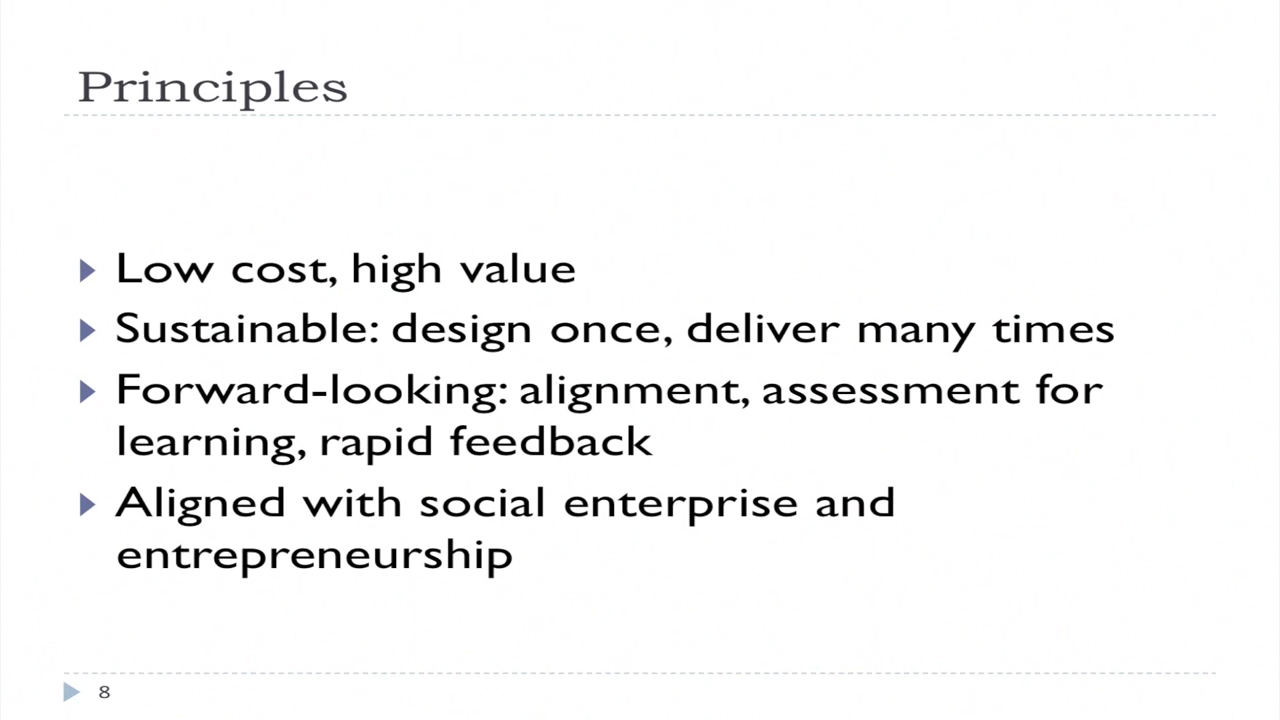 Principles
Low cost, high value
Sustainable: design once, deliver many times
Forward-looking: alignment, assessment for
learning, rapid feedback
Aligned with social enterprise and
entrepreneurship
8